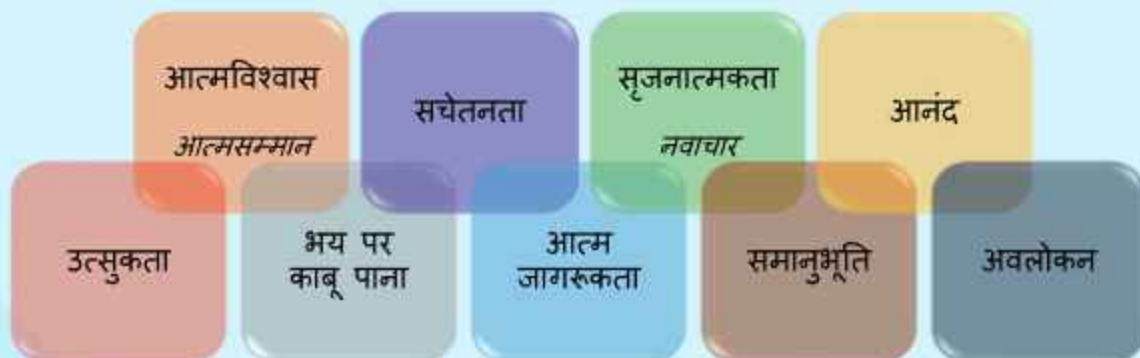 आत्मविश्वास
आत्मसम्मान
सचेतनता
सृजनात्मकता
नवाचार
आनंद
उत्सुकता
भय पर
काबू पाना
आत्म
जागरूकता
समानुभूति
अवलोकन